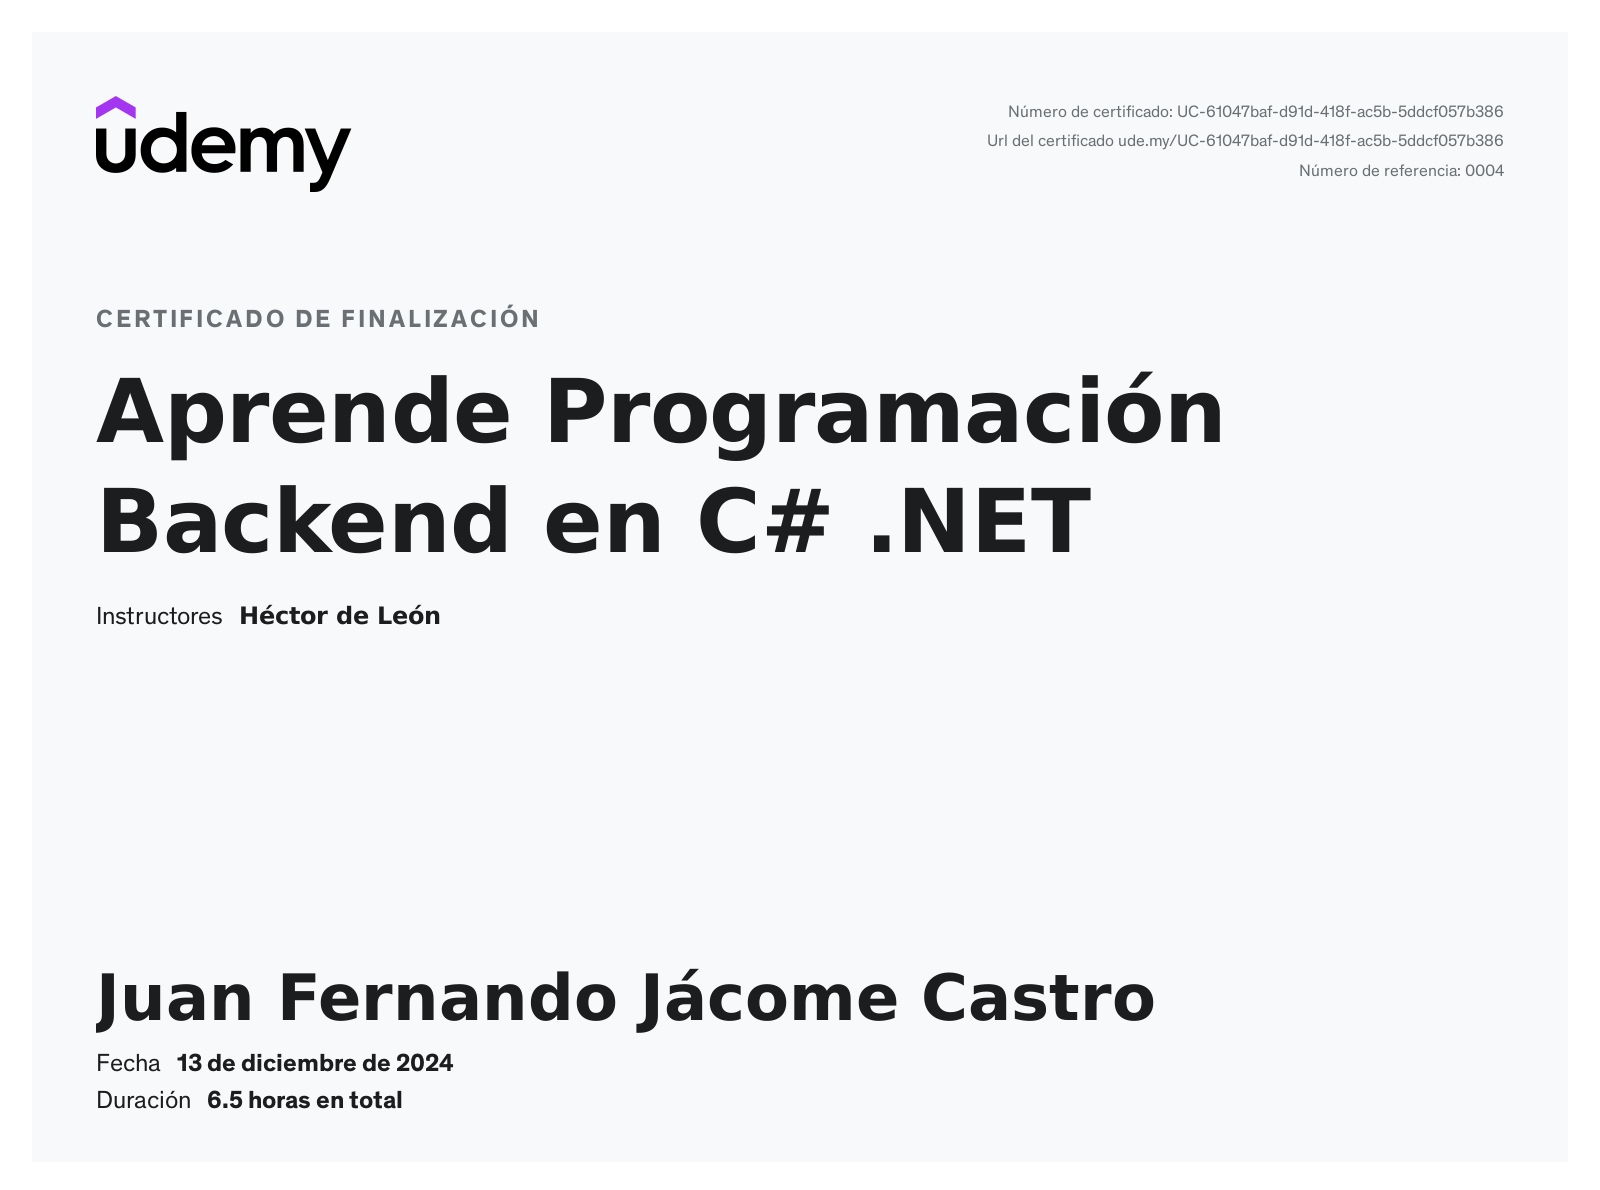 udemy
Número de certificado: UC-61047baf-d91d-418f-ac5b-5ddcf057b386
Url del certificado ude.my/UC-61047baf-d91d-418f-ac5b-5ddcf057b386
Número de referencia: 0004
CERTIFICADO DE FINALIZACIÓN
Aprende Programación
Backend en C# .NET
Instructores Héctor de León
Juan Fernando Jácome Castro
Fecha 13 de diciembre de 2024
Duración 6.5 horas en total